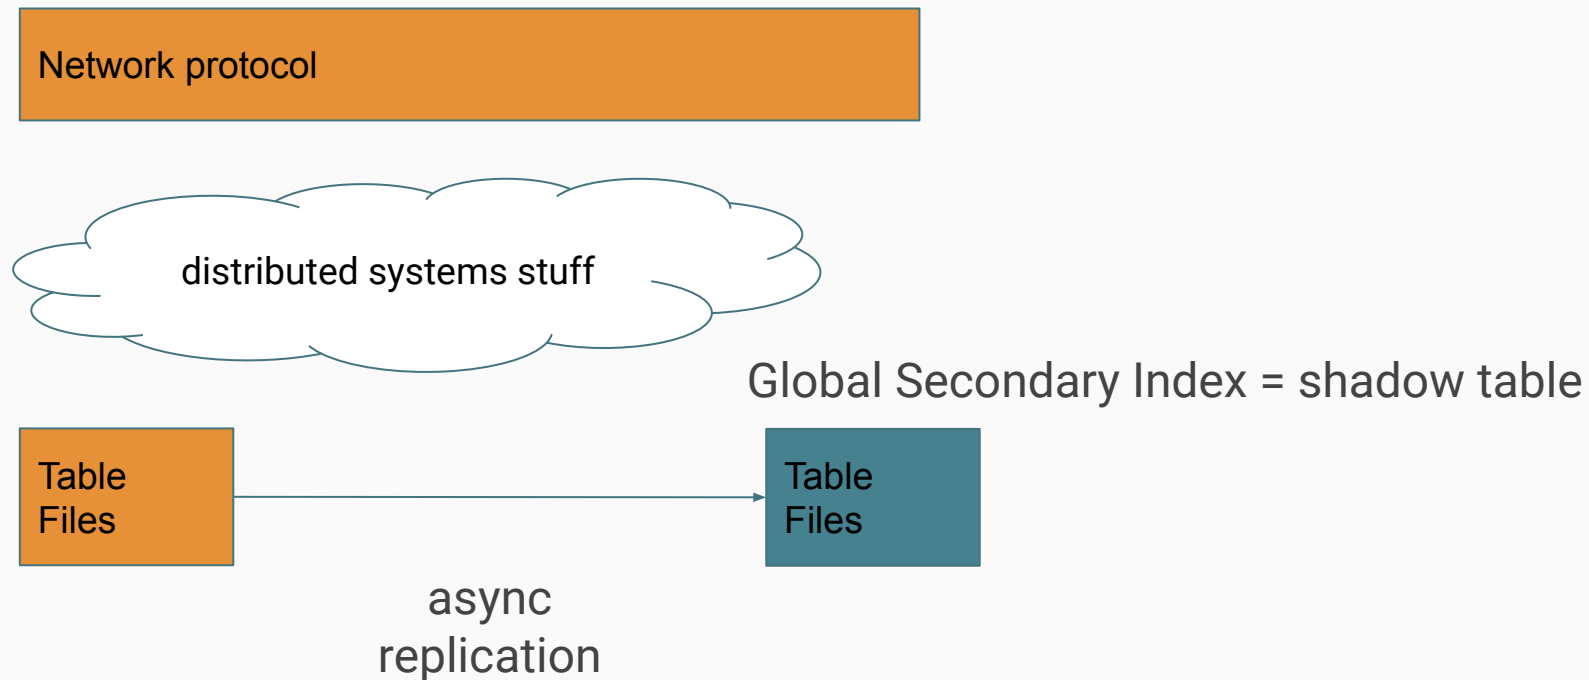 Network protocol
distributed systems stuff
Global Secondary Index = shadow table
Table
Files
Table
Files
async
replication